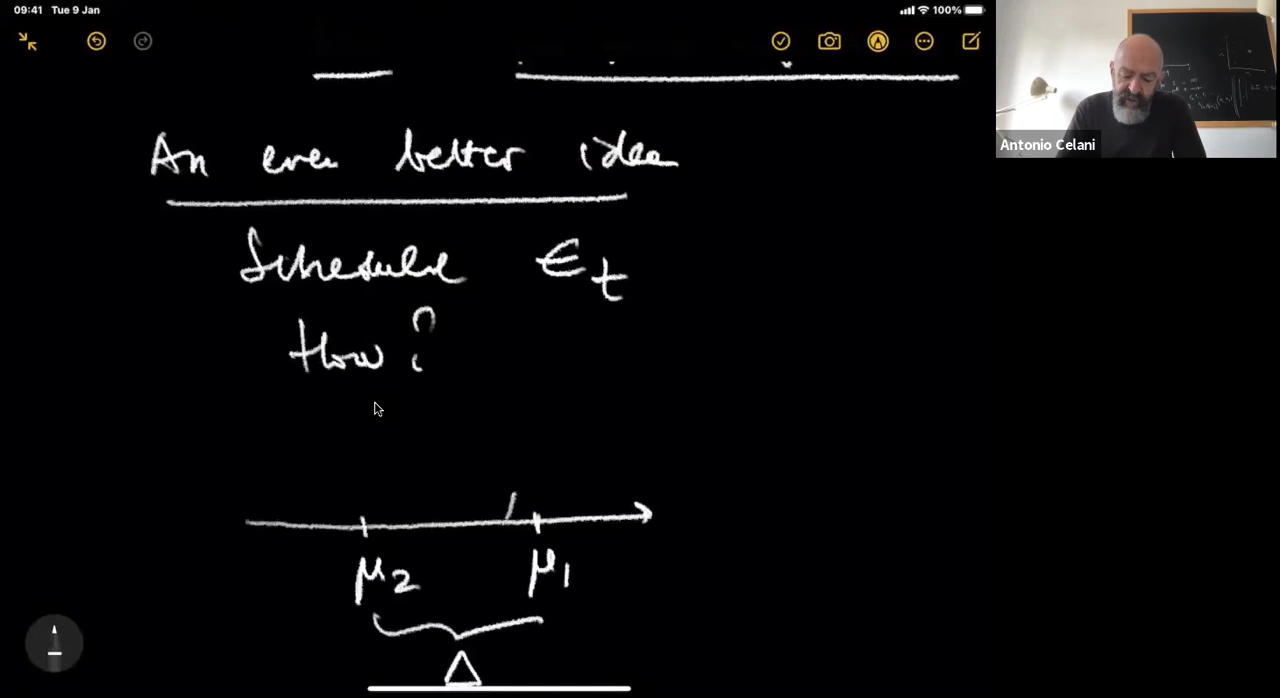 09:41 Tue 9 Jan
100%
Antonio Celani
An even better idea
Schedule ϵt
How?
μ2 μ1
Δ